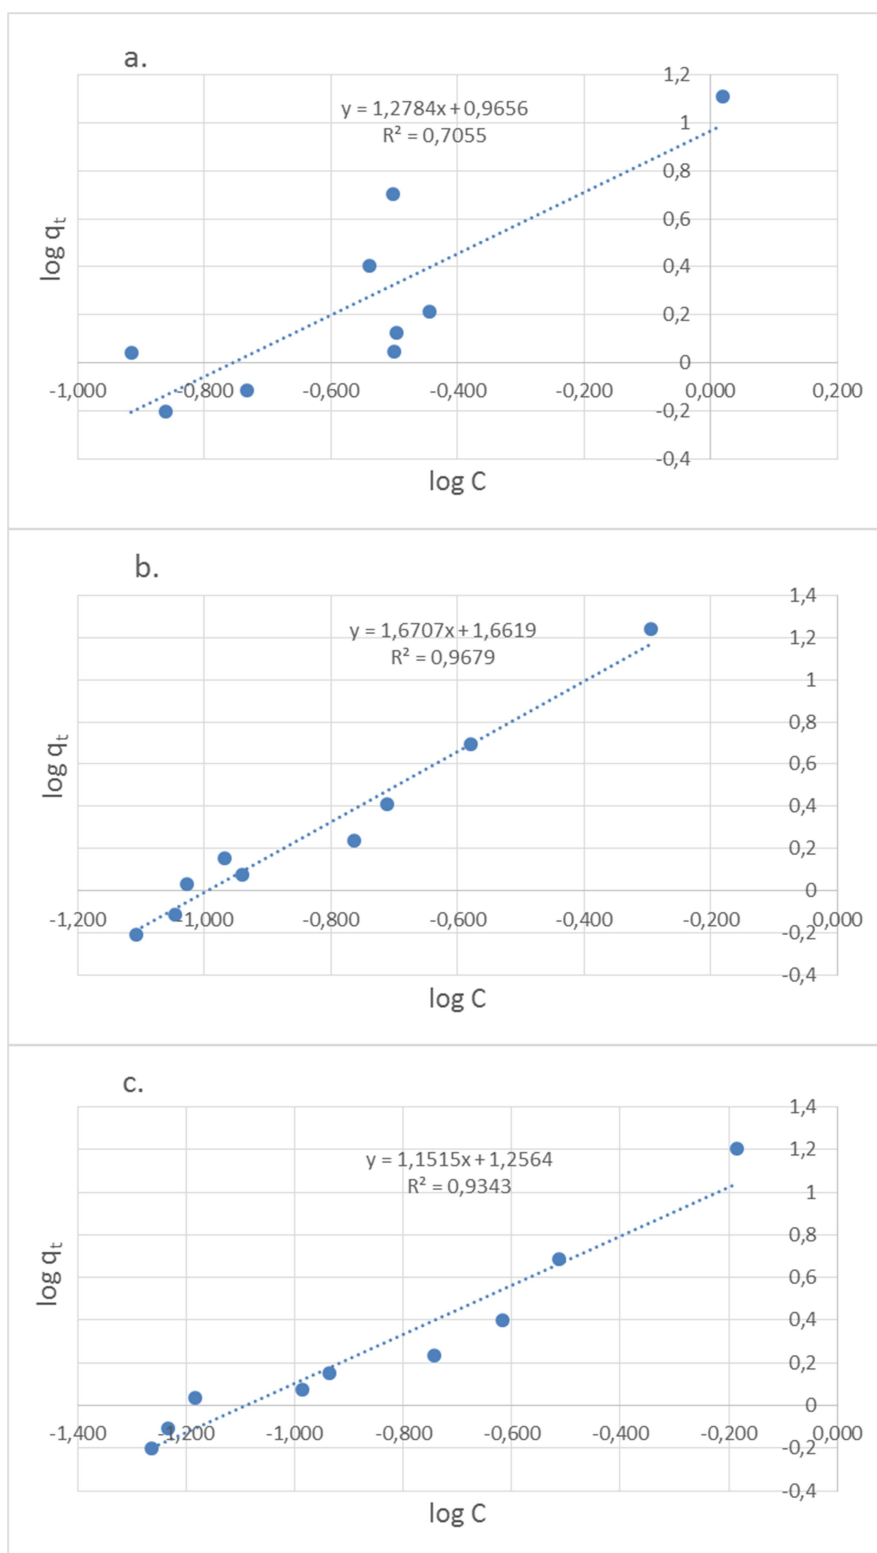 a.
1,2
y = 1,2784x + 0,9656
R² = 0,7055
1
0,8
0,6
0,4
0,2
0
-1,000 -0,800 -0,600 -0,400 -0,200 0,000 0,200
-0,2
-0,4
log qt
log C
b.
1,4
y = 1,6707x + 1,6619
R² = 0,9679
1,2
1
0,8
0,6
0,4
0,2
0
-1,200 -1,000 -0,800 -0,600 -0,400 -0,200 0,000
-0,2
-0,4
log qt
log C
c.
1,4
y = 1,1515x + 1,2564
R² = 0,9343
1,2
1
0,8
0,6
0,4
0,2
0
-1,400 -1,200 -1,000 -0,800 -0,600 -0,400 -0,200 0,000
-0,2
-0,4
log qt
log C